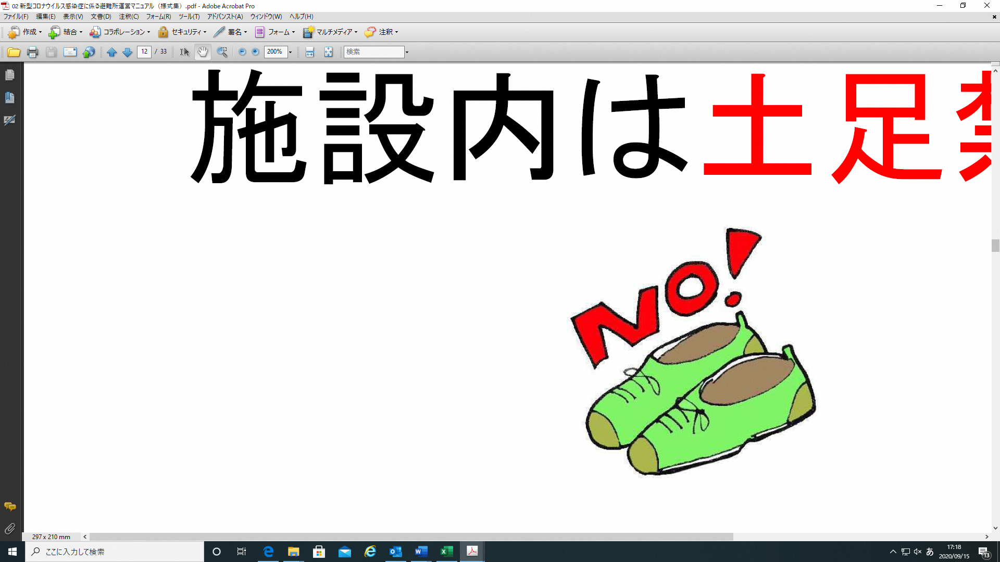 02 新型コロナウイルス感染症に係る避難所運営マニュアル（様式集）.pdf - Adobe Acrobat Pro
ファイル(F) 編集(E) 表示(V) 文書(D) 注釈(C) フォーム(R) ツール(T) アドバンスト(A) ウィンドウ(W) ヘルプ(H)
作成 結合 コラボレーション セキュリティ 署名 フォーム マルチメディア 注釈
12 / 33 200% 検索
施設内は土足
NO!
297 x 210 mm
ここに入力して検索
あ
17:18
2020/09/15
13